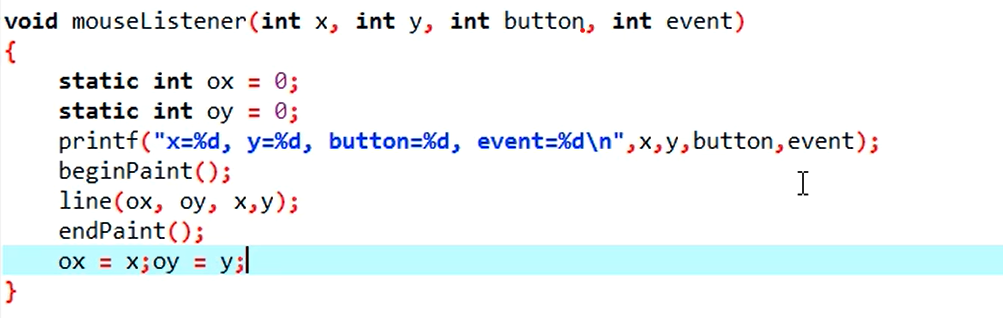 void mouseListener(int x, int y, int button, int event)
{
    static int ox = 0;
    static int oy = 0;
    printf("x=%d, y=%d, button=%d, event=%d\n",x,y,button,event);
    beginPaint();
    line(ox, oy, x,y);
    endPaint();
    ox = x;oy = y;
}